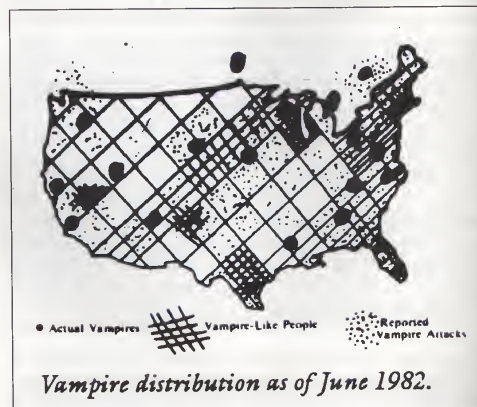 Actual Vampires
Vampire-Like People
Reported
Vampire Attacks
Vampire distribution as of June 1982.